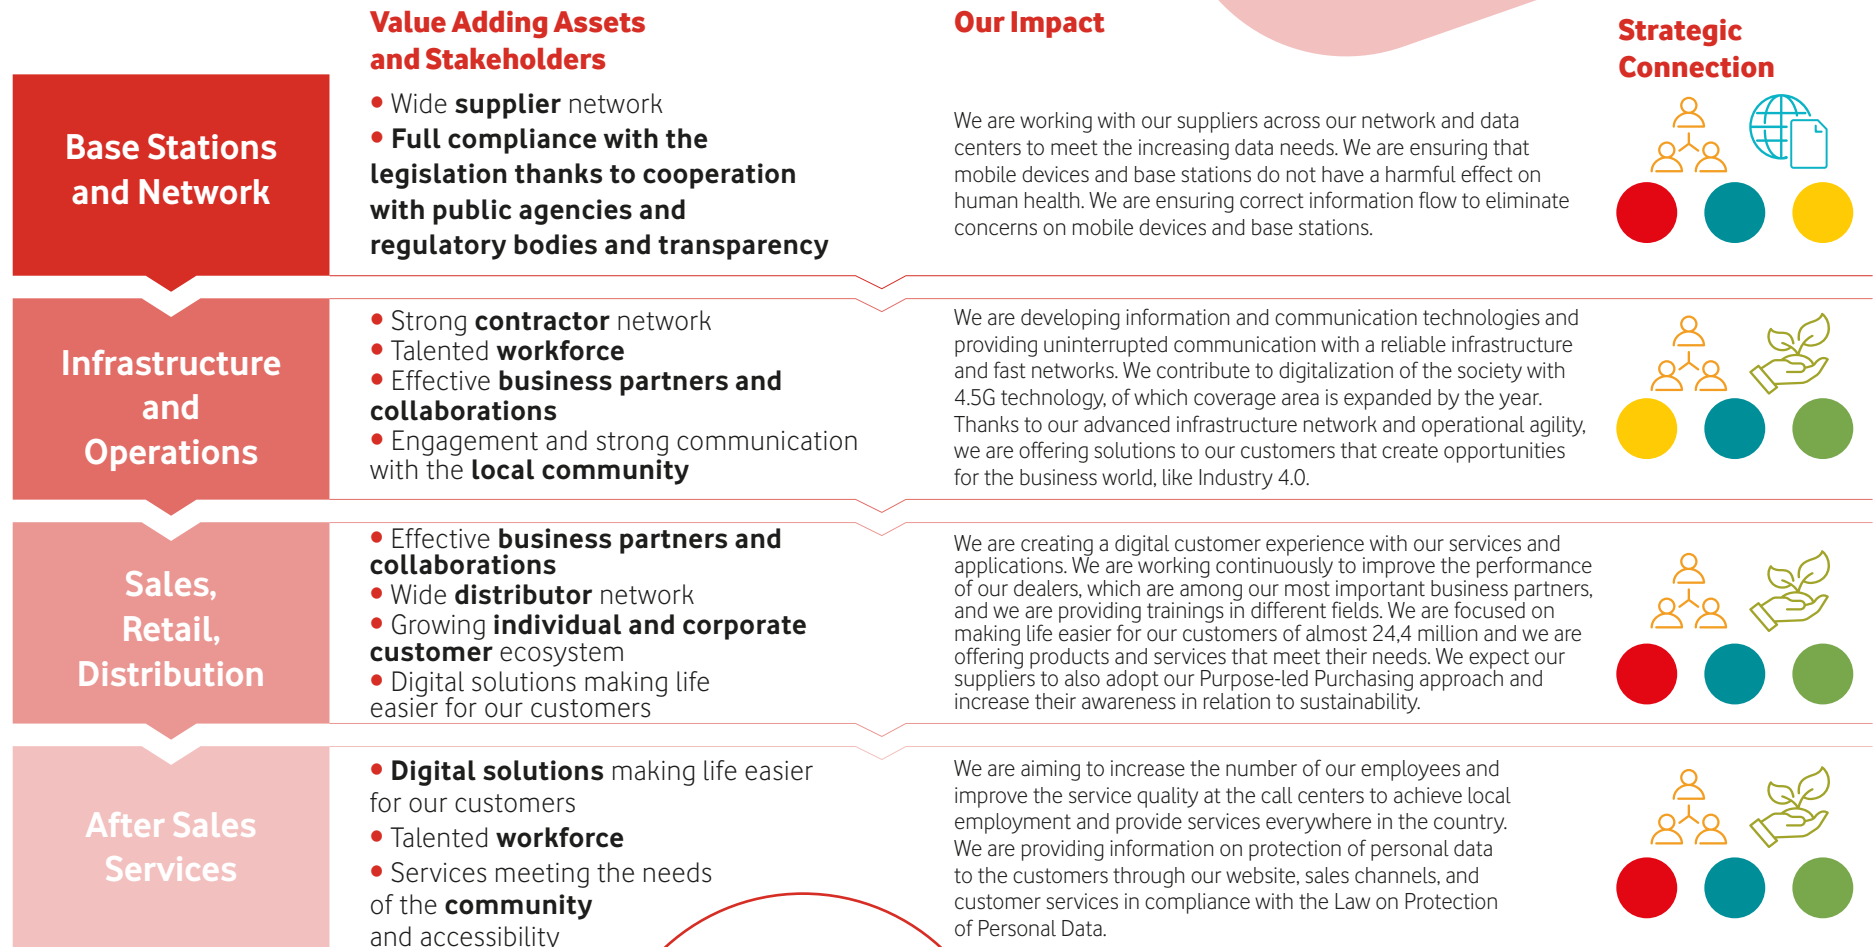 Value Adding Assets
and Stakeholders
Our Impact
Strategic
Connection
Base Stations
and Network
• Wide supplier network
• Full compliance with the
legislation thanks to cooperation
with public agencies and
regulatory bodies and transparency
We are working with our suppliers across our network and data
centers to meet the increasing data needs. We are ensuring that
mobile devices and base stations do not have a harmful effect on
human health. We are ensuring correct information flow to eliminate
concerns on mobile devices and base stations.
Infrastructure
and
Operations
• Strong contractor network
• Talented workforce
• Effective business partners and
collaborations
• Engagement and strong communication
with the local community
We are developing information and communication technologies and
providing uninterrupted communication with a reliable infrastructure
and fast networks. We contribute to digitalization of the society with
4.5G technology, of which coverage area is expanded by the year.
Thanks to our advanced infrastructure network and operational agility,
we are offering solutions to our customers that create opportunities
for the business world, like Industry 4.0.
Sales,
Retail,
Distribution
• Effective business partners and
collaborations
• Wide distributor network
• Growing individual and corporate
customer ecosystem
• Digital solutions making life
easier for our customers
We are creating a digital customer experience with our services and
applications. We are working continuously to improve the performance
of our dealers, which are among our most important business partners,
and we are providing trainings in different fields. We are focused on
making life easier for our customers of almost 24,4 million and we are
offering products and services that meet their needs. We expect our
suppliers to also adopt our Purpose-led Purchasing approach and
increase their awareness in relation to sustainability.
After Sales
Services
• Digital solutions making life easier
for our customers
• Talented workforce
• Services meeting the needs
of the community
and accessibility
We are aiming to increase the number of our employees and
improve the service quality at the call centers to achieve local
employment and provide services everywhere in the country.
We are providing information on protection of personal data
to the customers through our website, sales channels, and
customer services in compliance with the Law on Protection
of Personal Data.